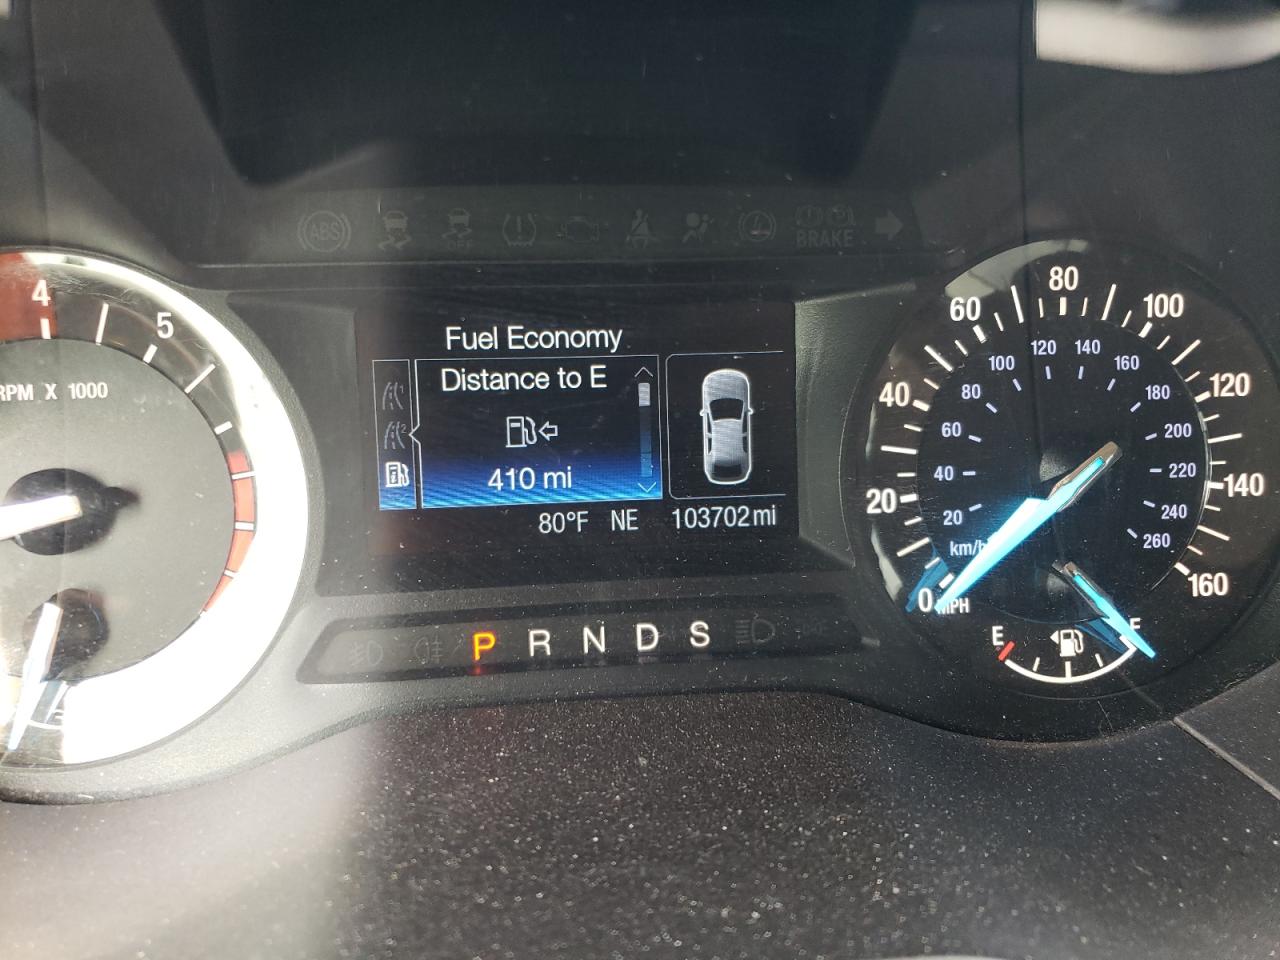 ABS
OFF
BRAKE
4
5
RPM X 1000
Fuel Economy
Distance to E
1
2
410 mi
80°F NE 103702mi
P R N D S
0 20 40 60 80 100 120 140 160
MPH
20 40 60 80 100 120 140 160 180 200 220 240 260
km/h
E F